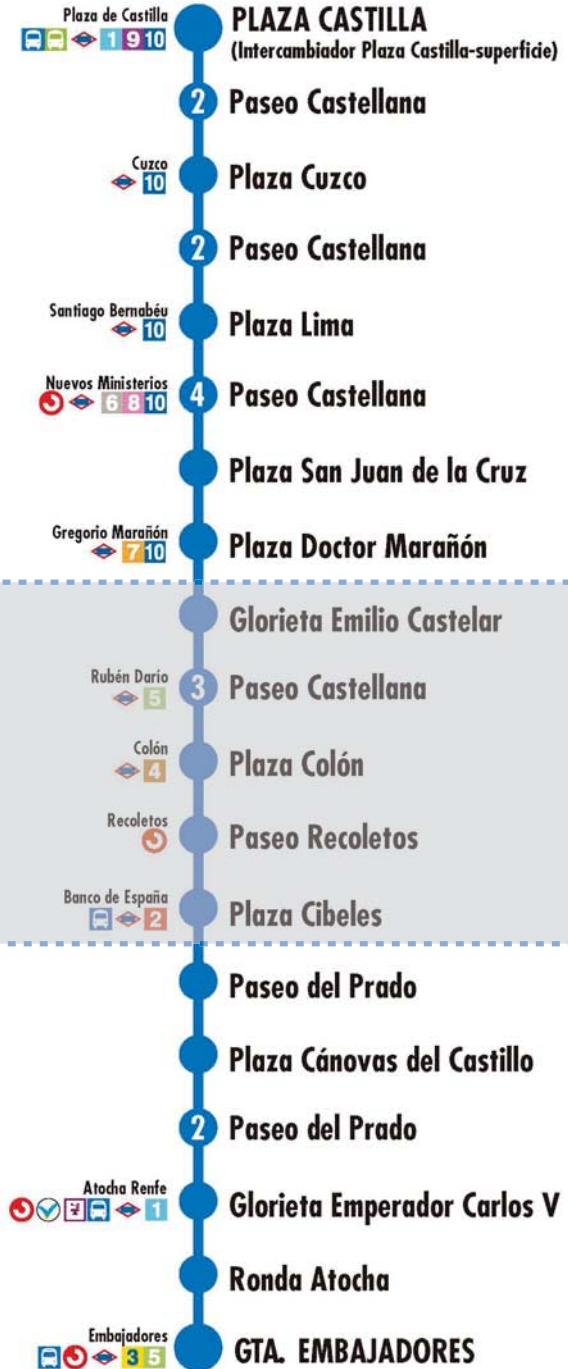 Plaza de Castilla
1 9 10
PLAZA CASTILLA
(Intercambiador Plaza Castilla-superficie)
2 Paseo Castellana
Cuzco
10
Plaza Cuzco
2 Paseo Castellana
Santiago Bernabéu
10
Plaza Lima
Nuevos Ministerios
6 8 10
4 Paseo Castellana
Plaza San Juan de la Cruz
Gregorio Marañón
7 10
Plaza Doctor Marañón
Glorieta Emilio Castelar
Rubén Darío
5
3 Paseo Castellana
Colón
4
Plaza Colón
Recoletos
Paseo Recoletos
Banco de España
2
Plaza Cibeles
Paseo del Prado
Plaza Cánovas del Castillo
2 Paseo del Prado
Atocha Renfe
1
Glorieta Emperador Carlos V
Ronda Atocha
Embajadores
3 5
GTA. EMBAJADORES